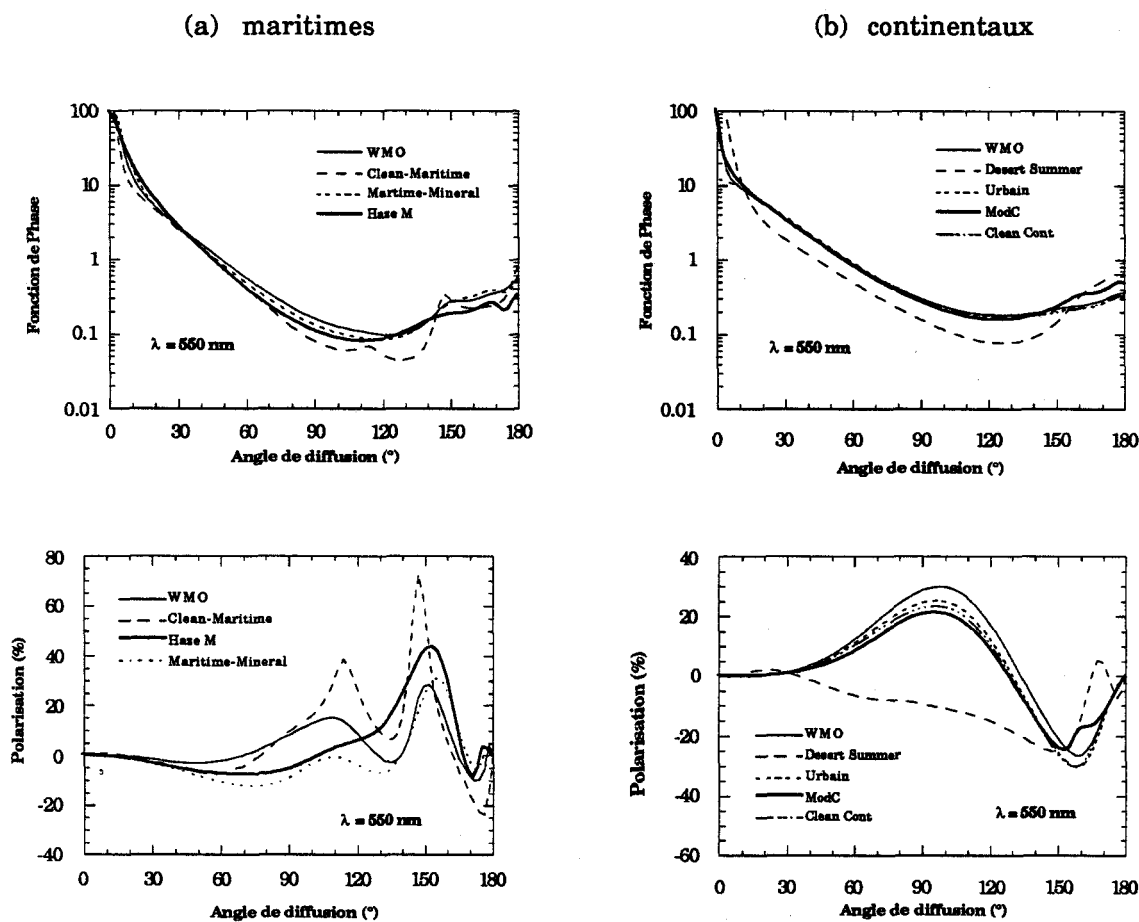 (a) maritimes
(b) continentaux
Fonction de Phase
100
10
1
0.1
0.01
WMO
Clean-Maritime
Martime-Mineral
Haze M
λ = 550 nm
0 30 60 90 120 150 180
Angle de diffusion (°)
Fonction de Phase
100
10
1
0.1
0.01
WMO
Desert Summer
Urbain
ModC
Clean Cont
λ = 550 nm
0 30 60 90 120 150 180
Angle de diffusion (°)
Polarisation (%)
80
60
40
20
0
-20
-40
WMO
Clean-Maritime
Haze M
Maritime-Mineral
λ = 550 nm
0 30 60 90 120 150 180
Angle de diffusion (°)
Polarisation (%)
40
20
0
-20
-40
-60
WMO
Desert Summer
Urbain
ModC
Clean Cont
λ = 550 nm
0 30 60 90 120 150 180
Angle de diffusion (°)